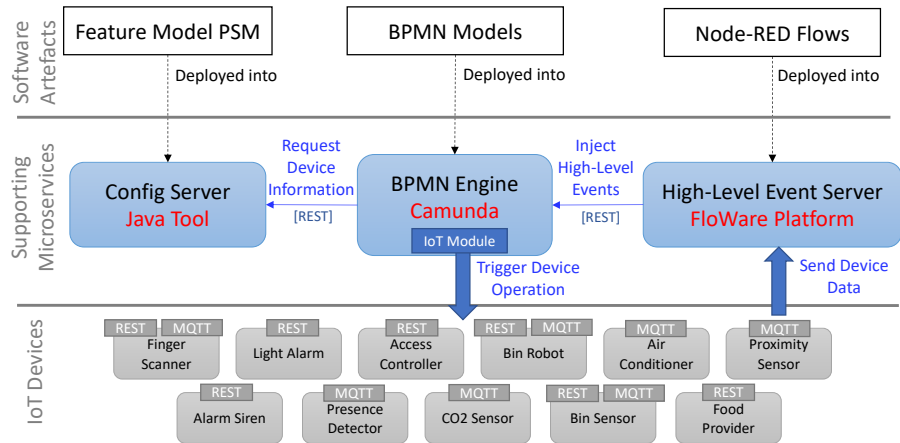 Software
Artefacts
Feature Model PSM
BPMN Models
Node-RED Flows
Deployed into
Deployed into
Deployed into
Supporting
Microservices
Config Server
Java Tool
Request
Device
Information
[REST]
BPMN Engine
Camunda
IoT Module
Inject
High-Level
Events
[REST]
High-Level Event Server
FloWare Platform
Trigger Device
Operation
Send Device
Data
IoT Devices
REST
MQTT
Finger
Scanner
REST
Light Alarm
REST
Access
Controller
REST
MQTT
Bin Robot
MQTT
Air
Conditioner
MQTT
Proximity
Sensor
REST
Alarm Siren
MQTT
Presence
Detector
MQTT
CO2 Sensor
REST
MQTT
Bin Sensor
REST
Food
Provider